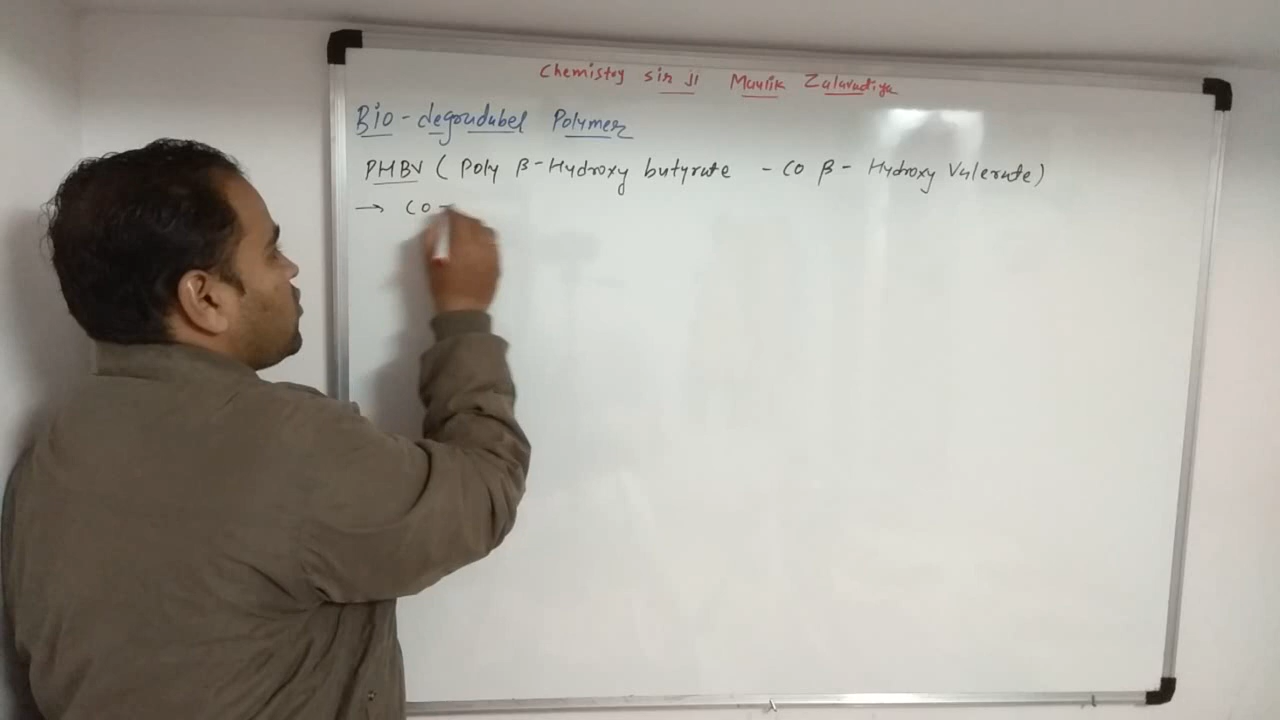 Chemistry sir ji Maulik Zalavadiya
Bio-degradabel Polymer
PHBV ( Poly β-Hydroxy butyrate - CO β - Hydroxy Valerate)
→ CO-